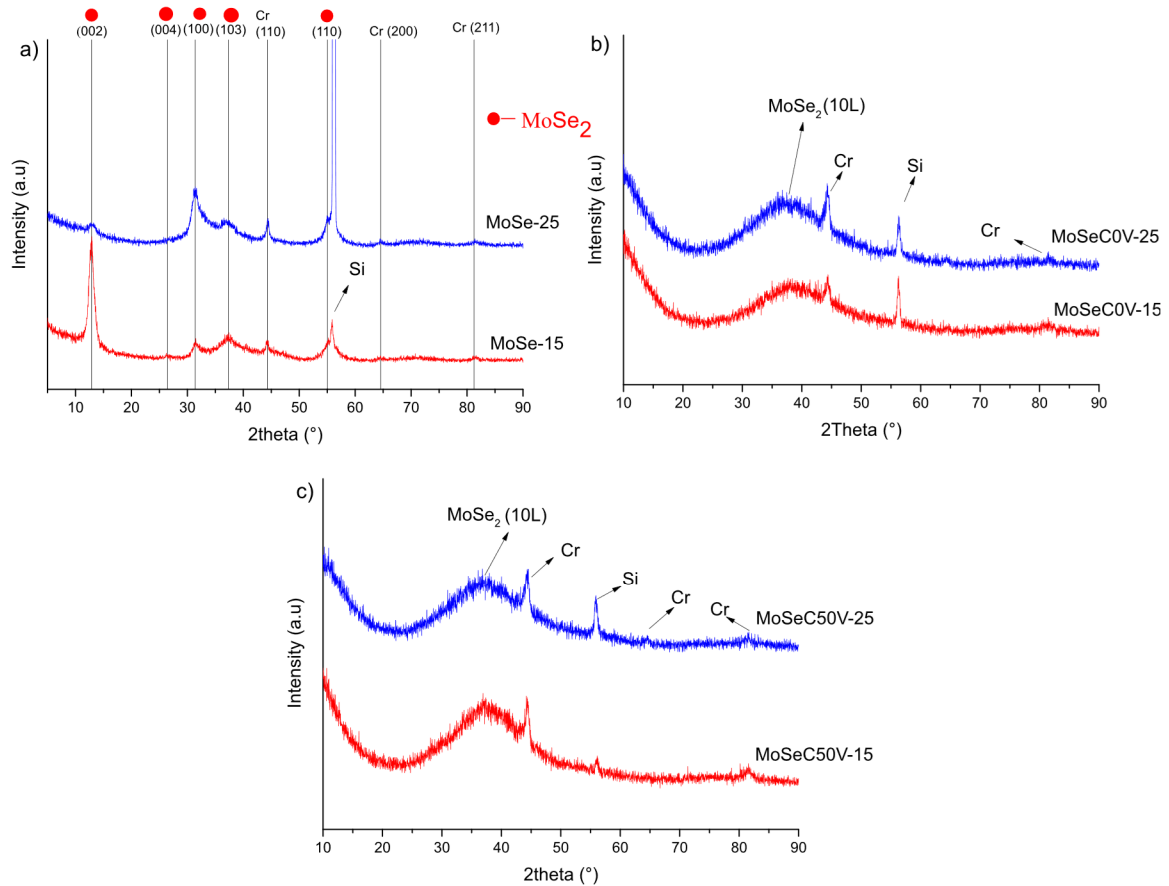 a)
(002)
(004)
(100)
(103)
Cr
(110)
(110)
Cr (200)
Cr (211)
MoSe2
MoSe-25
Si
MoSe-15
Intensity (a.u)
10 20 30 40 50 60 70 80 90
2theta (°)
b)
MoSe2 (10L)
Cr
Si
Cr
MoSeC0V-25
MoSeC0V-15
Intensity (a.u)
10 20 30 40 50 60 70 80 90
2Theta (°)
c)
MoSe2 (10L)
Cr
Si
Cr
Cr
MoSeC50V-25
MoSeC50V-15
Intensity (a.u)
10 20 30 40 50 60 70 80 90
2theta (°)